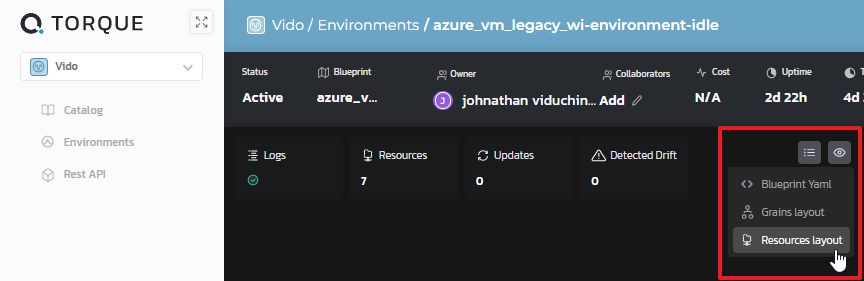 TORQUE
Vido / Environments / azure_vm_legacy_wi-environment-idle
Vido
Status
Blueprint
Owner
Collaborators
Cost
Uptime
Active
azure_v...
J
johnathan viduchin...
Add
N/A
2d 22h
4d
Catalog
Environments
Rest API
Logs
Resources
7
Updates
0
Detected Drift
0
Blueprint Yaml
Grains layout
Resources layout